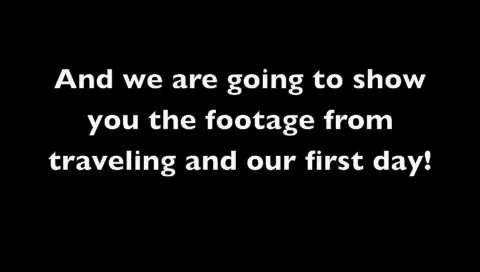 And we are going to show
you the footage from
traveling and our first day!